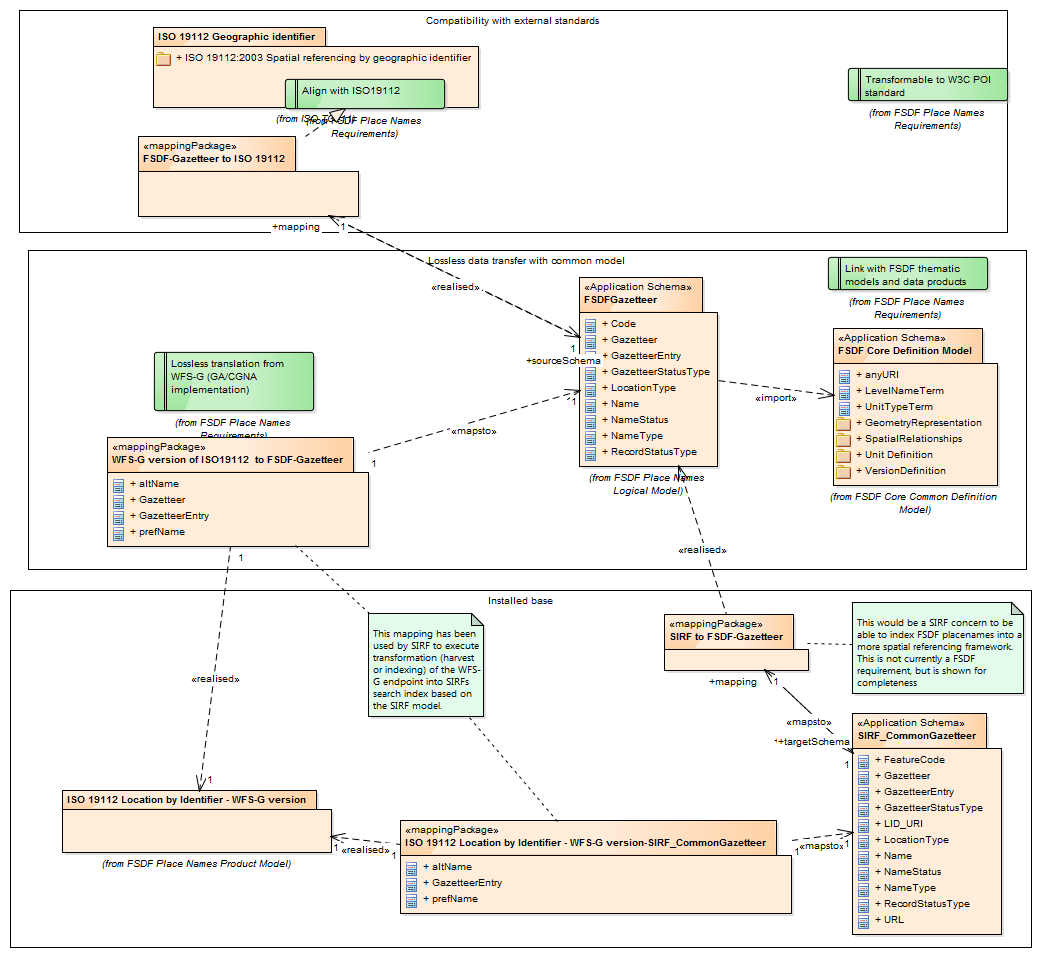 Compatibility with external standards
ISO 19112 Geographic identifier
+ ISO 19112:2003 Spatial referencing by geographic identifier
Align with ISO19112
(from ISO TC
(from FSDF Place Names
Requirements)
Transformable to W3C POI
standard
(from FSDF Place Names
Requirements)
«mappingPackage»
FSDF-Gazetteer to ISO 19112
+mapping
1
Lossless data transfer with common model
«realised»
Link with FSDF thematic
models and data products
(from FSDF Place Names
Requirements)
«Application Schema»
FSDFGazetteer
+ Code
+ Gazetteer
+ GazetteerEntry
+ GazetteerStatusType
+ LocationType
+ Name
+ NameStatus
+ NameType
+ RecordStatusType
(from FSDF Place Names
Logical Model)
1
+sourceSchema
1
«import»
«Application Schema»
FSDF Core Definition Model
+ anyURI
+ LevelNameTerm
+ UnitTypeTerm
+ GeometryRepresentation
+ SpatialRelationships
+ Unit Definition
+ VersionDefinition
(from FSDF Core Common Definition
Model)
Lossless translation from
WFS-G (GA/CGNA
implementation)
(from FSDF Place Names
Requirements)
«mapsto»
1
«mappingPackage»
WFS-G version of ISO19112 to FSDF-Gazetteer
+ altName
+ Gazetteer
+ GazetteerEntry
+ prefName
1
«realised»
Installed base
This mapping has been
used by SIRF to execute
transformation (harvest
or indexing) of the WFS-
G endpoint into SIRFs
search index based on
the SIRF model.
«mappingPackage»
SIRF to FSDF-Gazetteer
This would be a SIRF concern to be
able to index FSDF placenames into a
more spatial referencing framework.
This is not currently a FSDF
requirement, but is shown for
completeness
«realised»
+mapping
1
«mapsto»
+targetSchema
1
«Application Schema»
SIRF_CommonGazetteer
+ FeatureCode
+ Gazetteer
+ GazetteerEntry
+ GazetteerStatusType
+ LID_URI
+ LocationType
+ Name
+ NameStatus
+ NameType
+ RecordStatusType
+ URL
1
ISO 19112 Location by Identifier - WFS-G version
(from FSDF Place Names Product Model)
1
«realised»
1
«mappingPackage»
ISO 19112 Location by Identifier - WFS-G version-SIRF_CommonGazetteer
+ altName
+ GazetteerEntry
+ prefName
1
«mapsto»
1